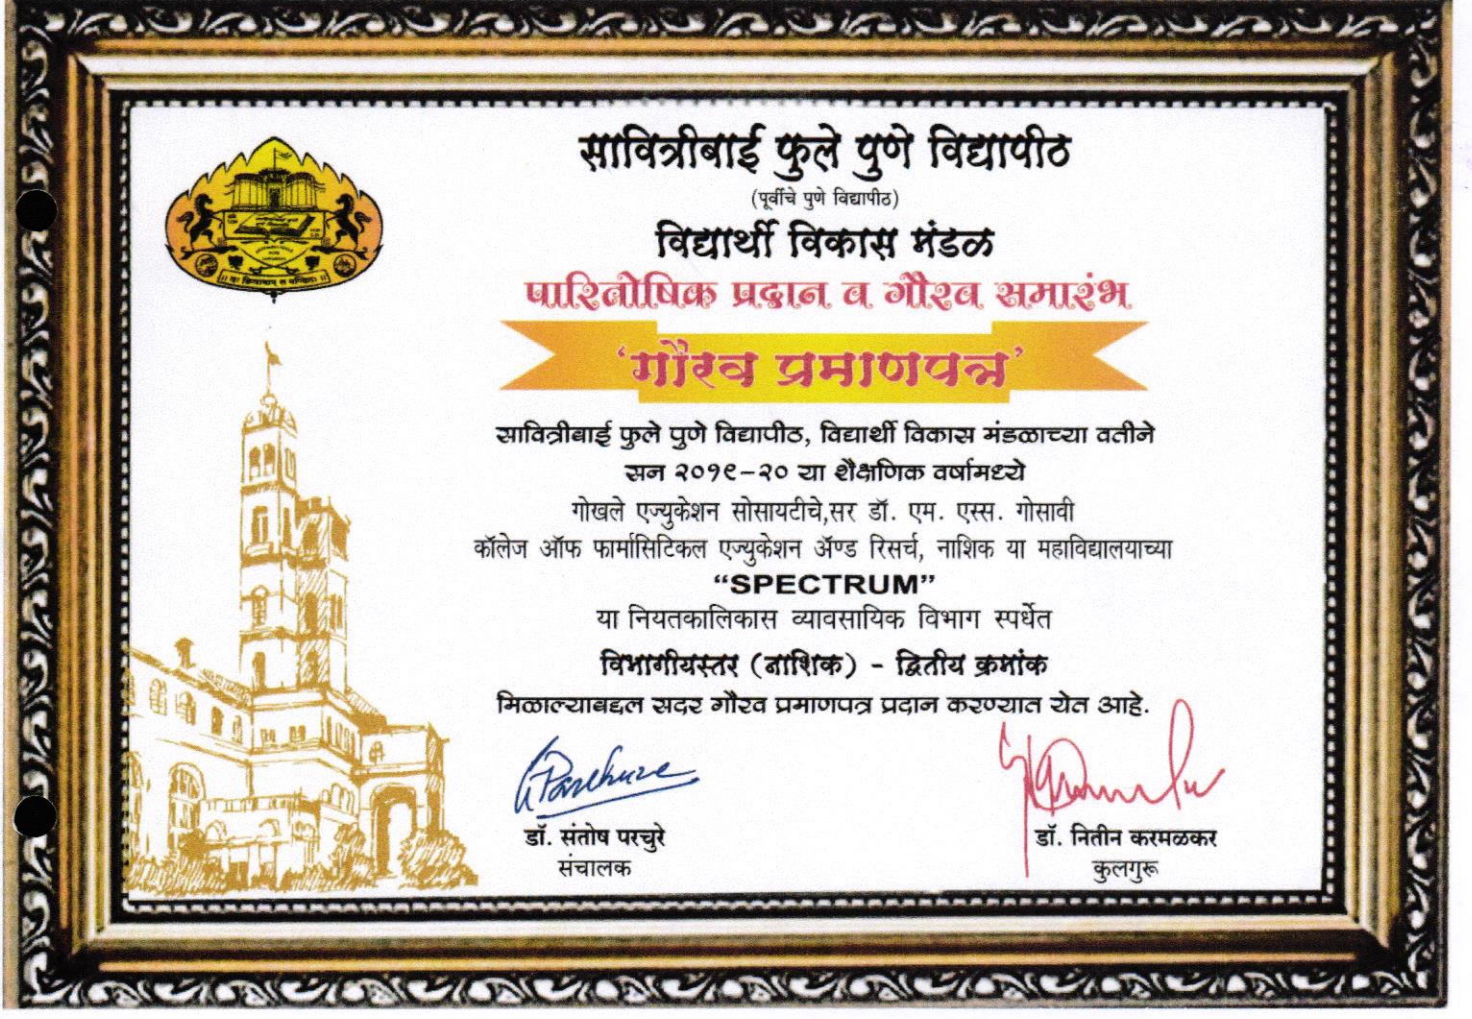 सावित्रीबाई फुले पुणे विद्यापीठ
(पूर्वीचे पुणे विद्यापीठ)
विद्यार्थी विकास मंडळ
पारितोषिक प्रदान व गौरव समारंभ
‘गौरव प्रमाणपत्र’
सावित्रीबाई फुले पुणे विद्यापीठ, विद्यार्थी विकास मंडळाच्या वतीने
सन २०१९-२० या शैक्षणिक वर्षामध्ये
गोखले एज्युकेशन सोसायटीचे,सर डॉ. एम. एस्स. गोसावी
कॉलेज ऑफ फार्मासिटिकल एज्युकेशन ॲण्ड रिसर्च, नाशिक या महाविद्यालयाच्या
“SPECTRUM”
या नियतकालिकास व्यावसायिक विभाग स्पर्धेत
विभागीयस्तर (नाशिक) - द्वितीय क्रमांक
मिळाल्याबद्दल सदर गौरव प्रमाणपत्र प्रदान करण्यात येत आहे.
डॉ. संतोष परचुरे
संचालक
डॉ. नितीन करमळकर
कुलगुरू